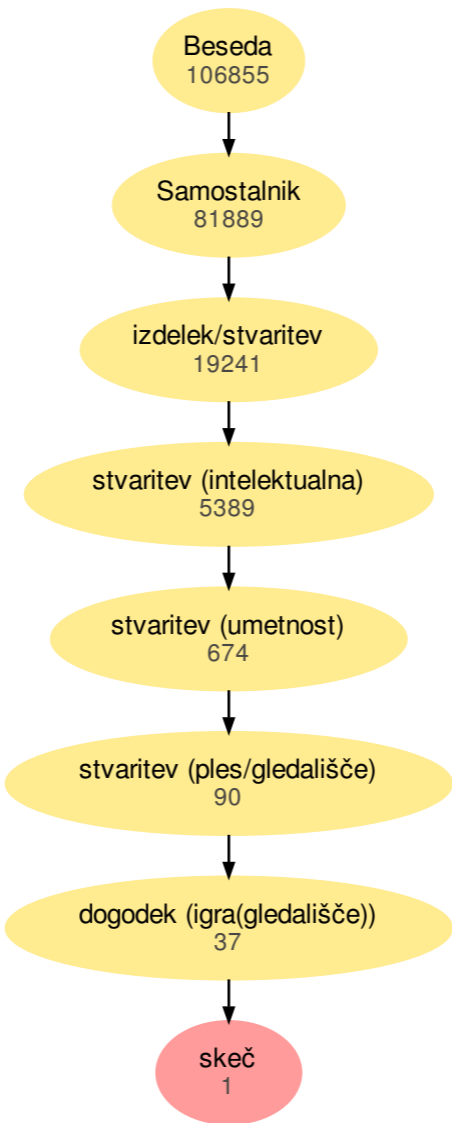 Beseda
106855
Samostalnik
81889
izdelek/stvaritev
19241
stvaritev (intelektualna)
5389
stvaritev (umetnost)
674
stvaritev (ples/gledališče)
90
dogodek (igra(gledališče))
37
skeč
1